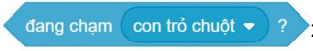 đang chạm con trỏ chuột ? :